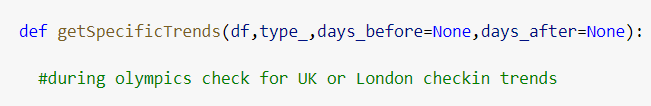 def getSpecificTrends(df,type_,days_before=None,days_after=None):
#during olympics check for UK or London checkin trends